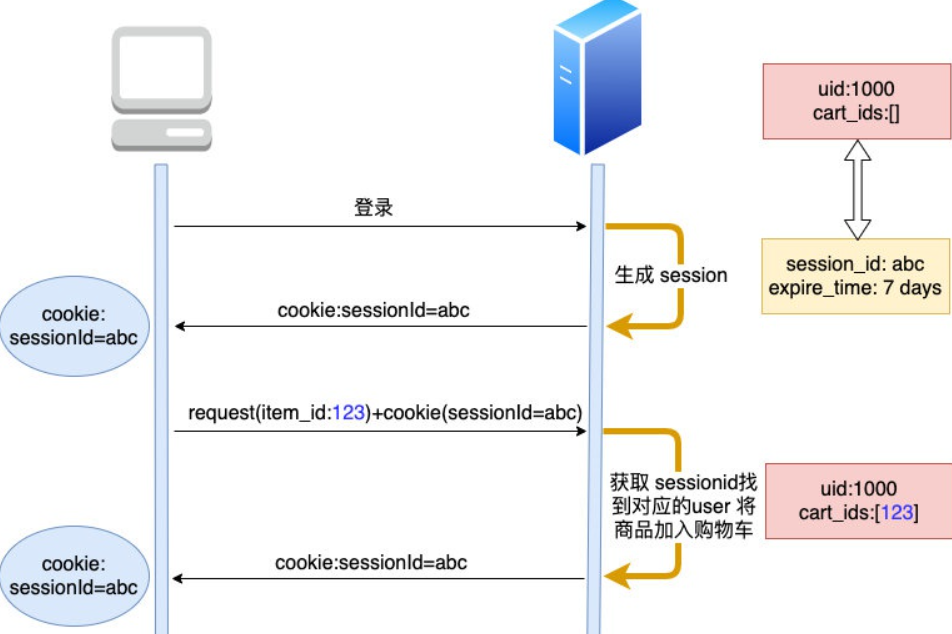 uid:1000
cart_ids:[]
登录
生成 session
session_id: abc
expire_time: 7 days
cookie:
sessionId=abc
cookie:sessionId=abc
request(item_id:123)+cookie(sessionId=abc)
获取 sessionid找
到对应的user 将
商品加入购物车
uid:1000
cart_ids:[123]
cookie:
sessionId=abc
cookie:sessionId=abc